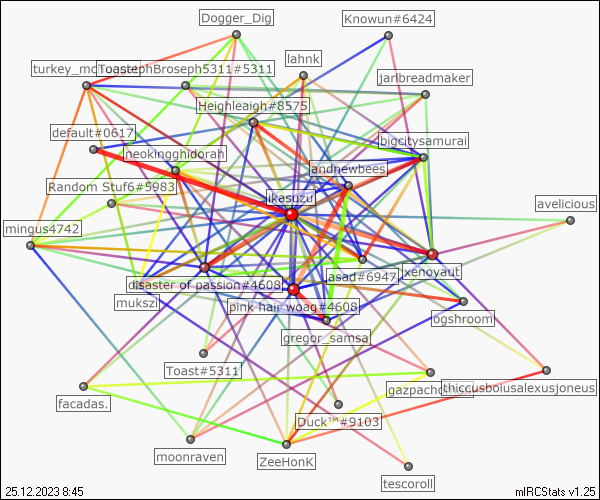 Dogger_Dig
Knowun#6424
lahnk
turkey_mc
ToastephBroseph5311#5311
jarlbreadmaker
Heighleaigh#8575
default#0617
bigcitysamurai
neokingghidorah
andnewbees
Random Stuf6#5983
jikasuzu
avelicious
mingus4742
xenoyaut
asad#6947
disaster of passion#4608
mukszi
pink hair woag#4608
ogshroom
gregor_samsa
Toast#5311
thiccusboiusalexusjoneus
facadas.
Duck™#9103
moonraven
ZeeHonK
tescoroll
25.12.2023 8:45
mIRCStats v1.25